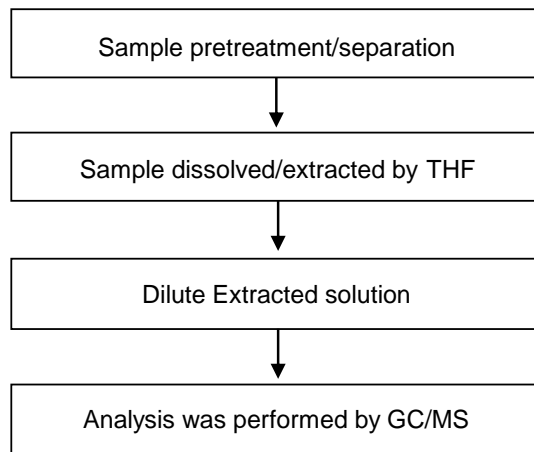 Sample pretreatment/separation
Sample dissolved/extracted by THF
Dilute Extracted solution
Analysis was performed by GC/MS